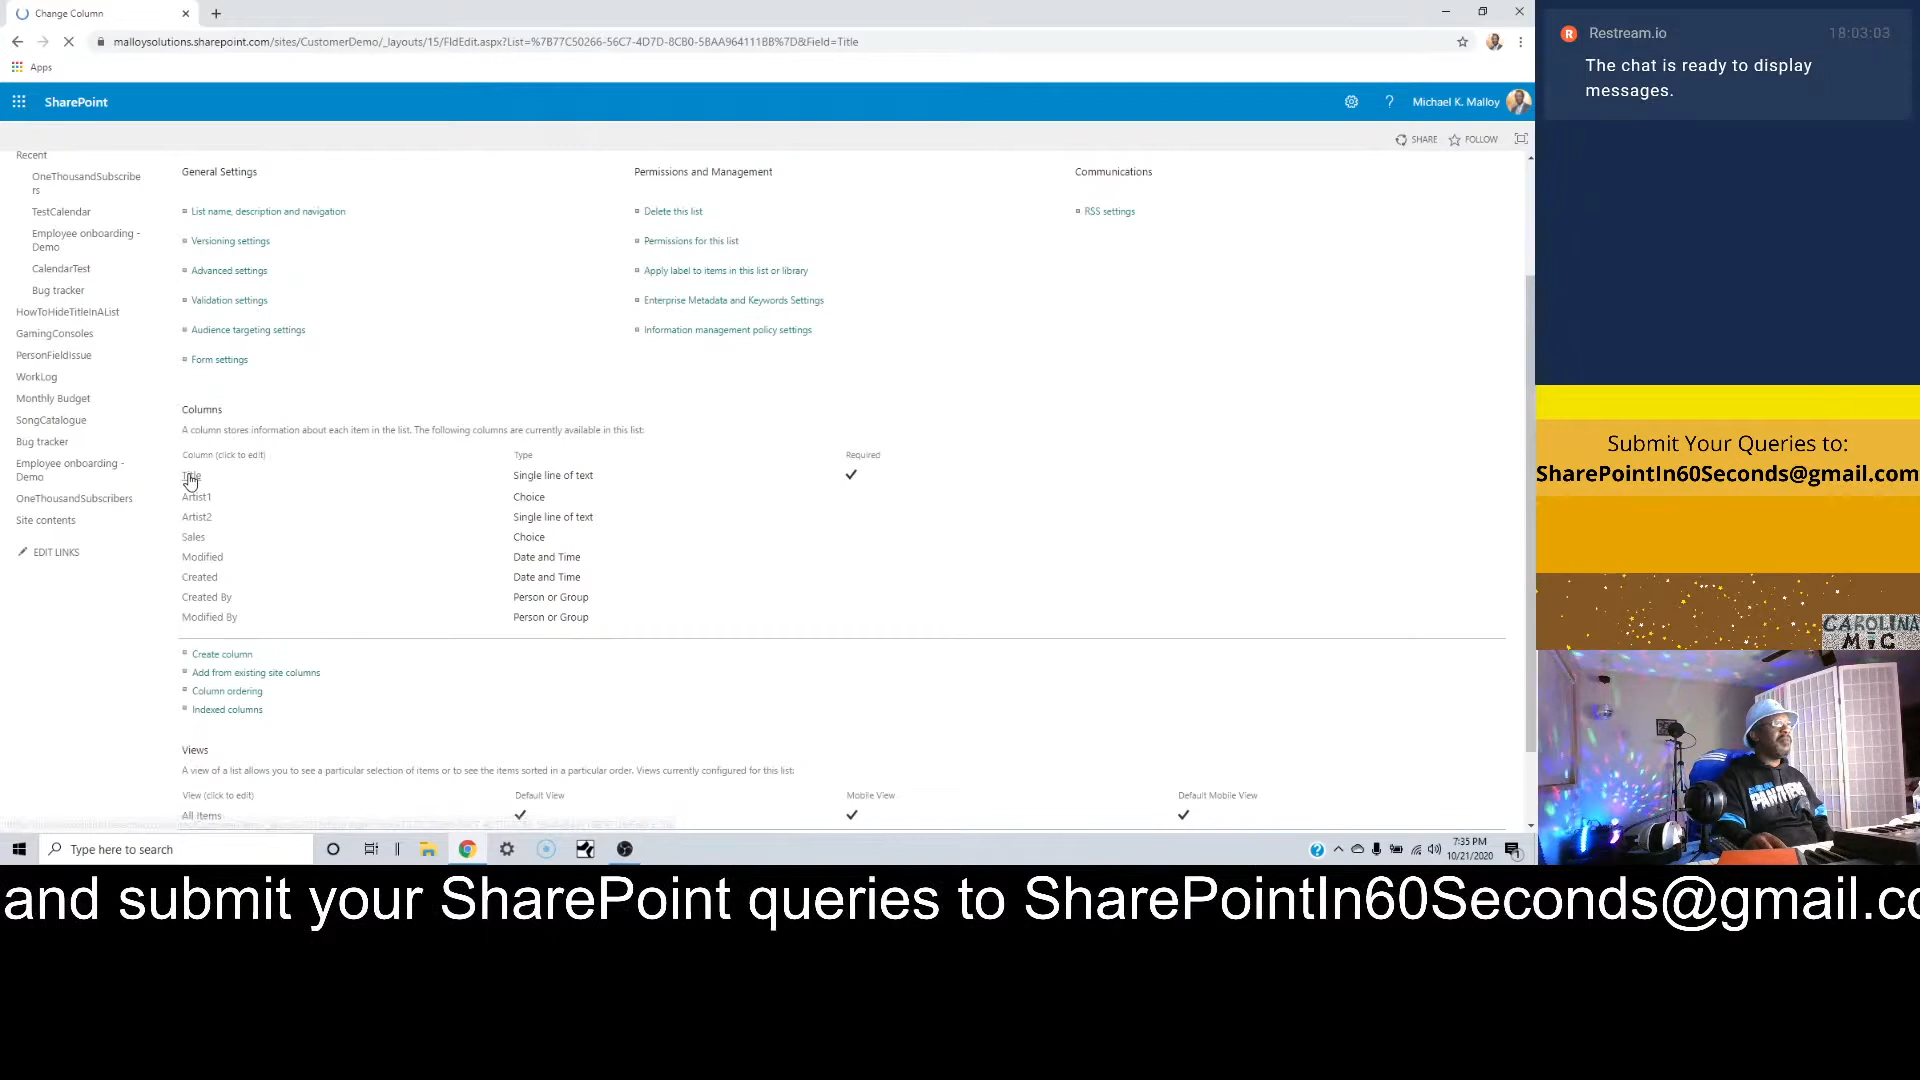 Change Column
malloysolutions.sharepoint.com/sites/CustomerDemo/_layouts/15/FldEdit.aspx?List=%7B77C50266-56C7-4D7D-8CB0-5BAA964111BB%7D&Field=Title
Apps
SharePoint
Michael K. Malloy
SHARE
FOLLOW
Recent
OneThousandSubscribe
rs
TestCalendar
Employee onboarding -
Demo
CalendarTest
Bug tracker
HowToHideTitleInAList
GamingConsoles
PersonFieldIssue
WorkLog
Monthly Budget
SongCatalogue
Bug tracker
Employee onboarding -
Demo
OneThousandSubscribers
Site contents
EDIT LINKS
General Settings
List name, description and navigation
Versioning settings
Advanced settings
Validation settings
Audience targeting settings
Form settings
Permissions and Management
Delete this list
Permissions for this list
Apply label to items in this list or library
Enterprise Metadata and Keywords Settings
Information management policy settings
Communications
RSS settings
Columns
A column stores information about each item in the list. The following columns are currently available in this list:
Column (click to edit) Type Required
Title Single line of text
Artist1 Choice
Artist2 Single line of text
Sales Choice
Modified Date and Time
Created Date and Time
Created By Person or Group
Modified By Person or Group
Create column
Add from existing site columns
Column ordering
Indexed columns
Views
A view of a list allows you to see a particular selection of items or to see the items sorted in a particular order. Views currently configured for this list:
View (click to edit) Default View Mobile View Default Mobile View
All Items
Type here to search
7:35 PM
10/21/2020
Restream.io 18:03:03
The chat is ready to display
messages.
Submit Your Queries to:
SharePointIn60Seconds@gmail.com
CAROLINA
PANTHERS
and submit your SharePoint queries to SharePointIn60Seconds@gmail.co